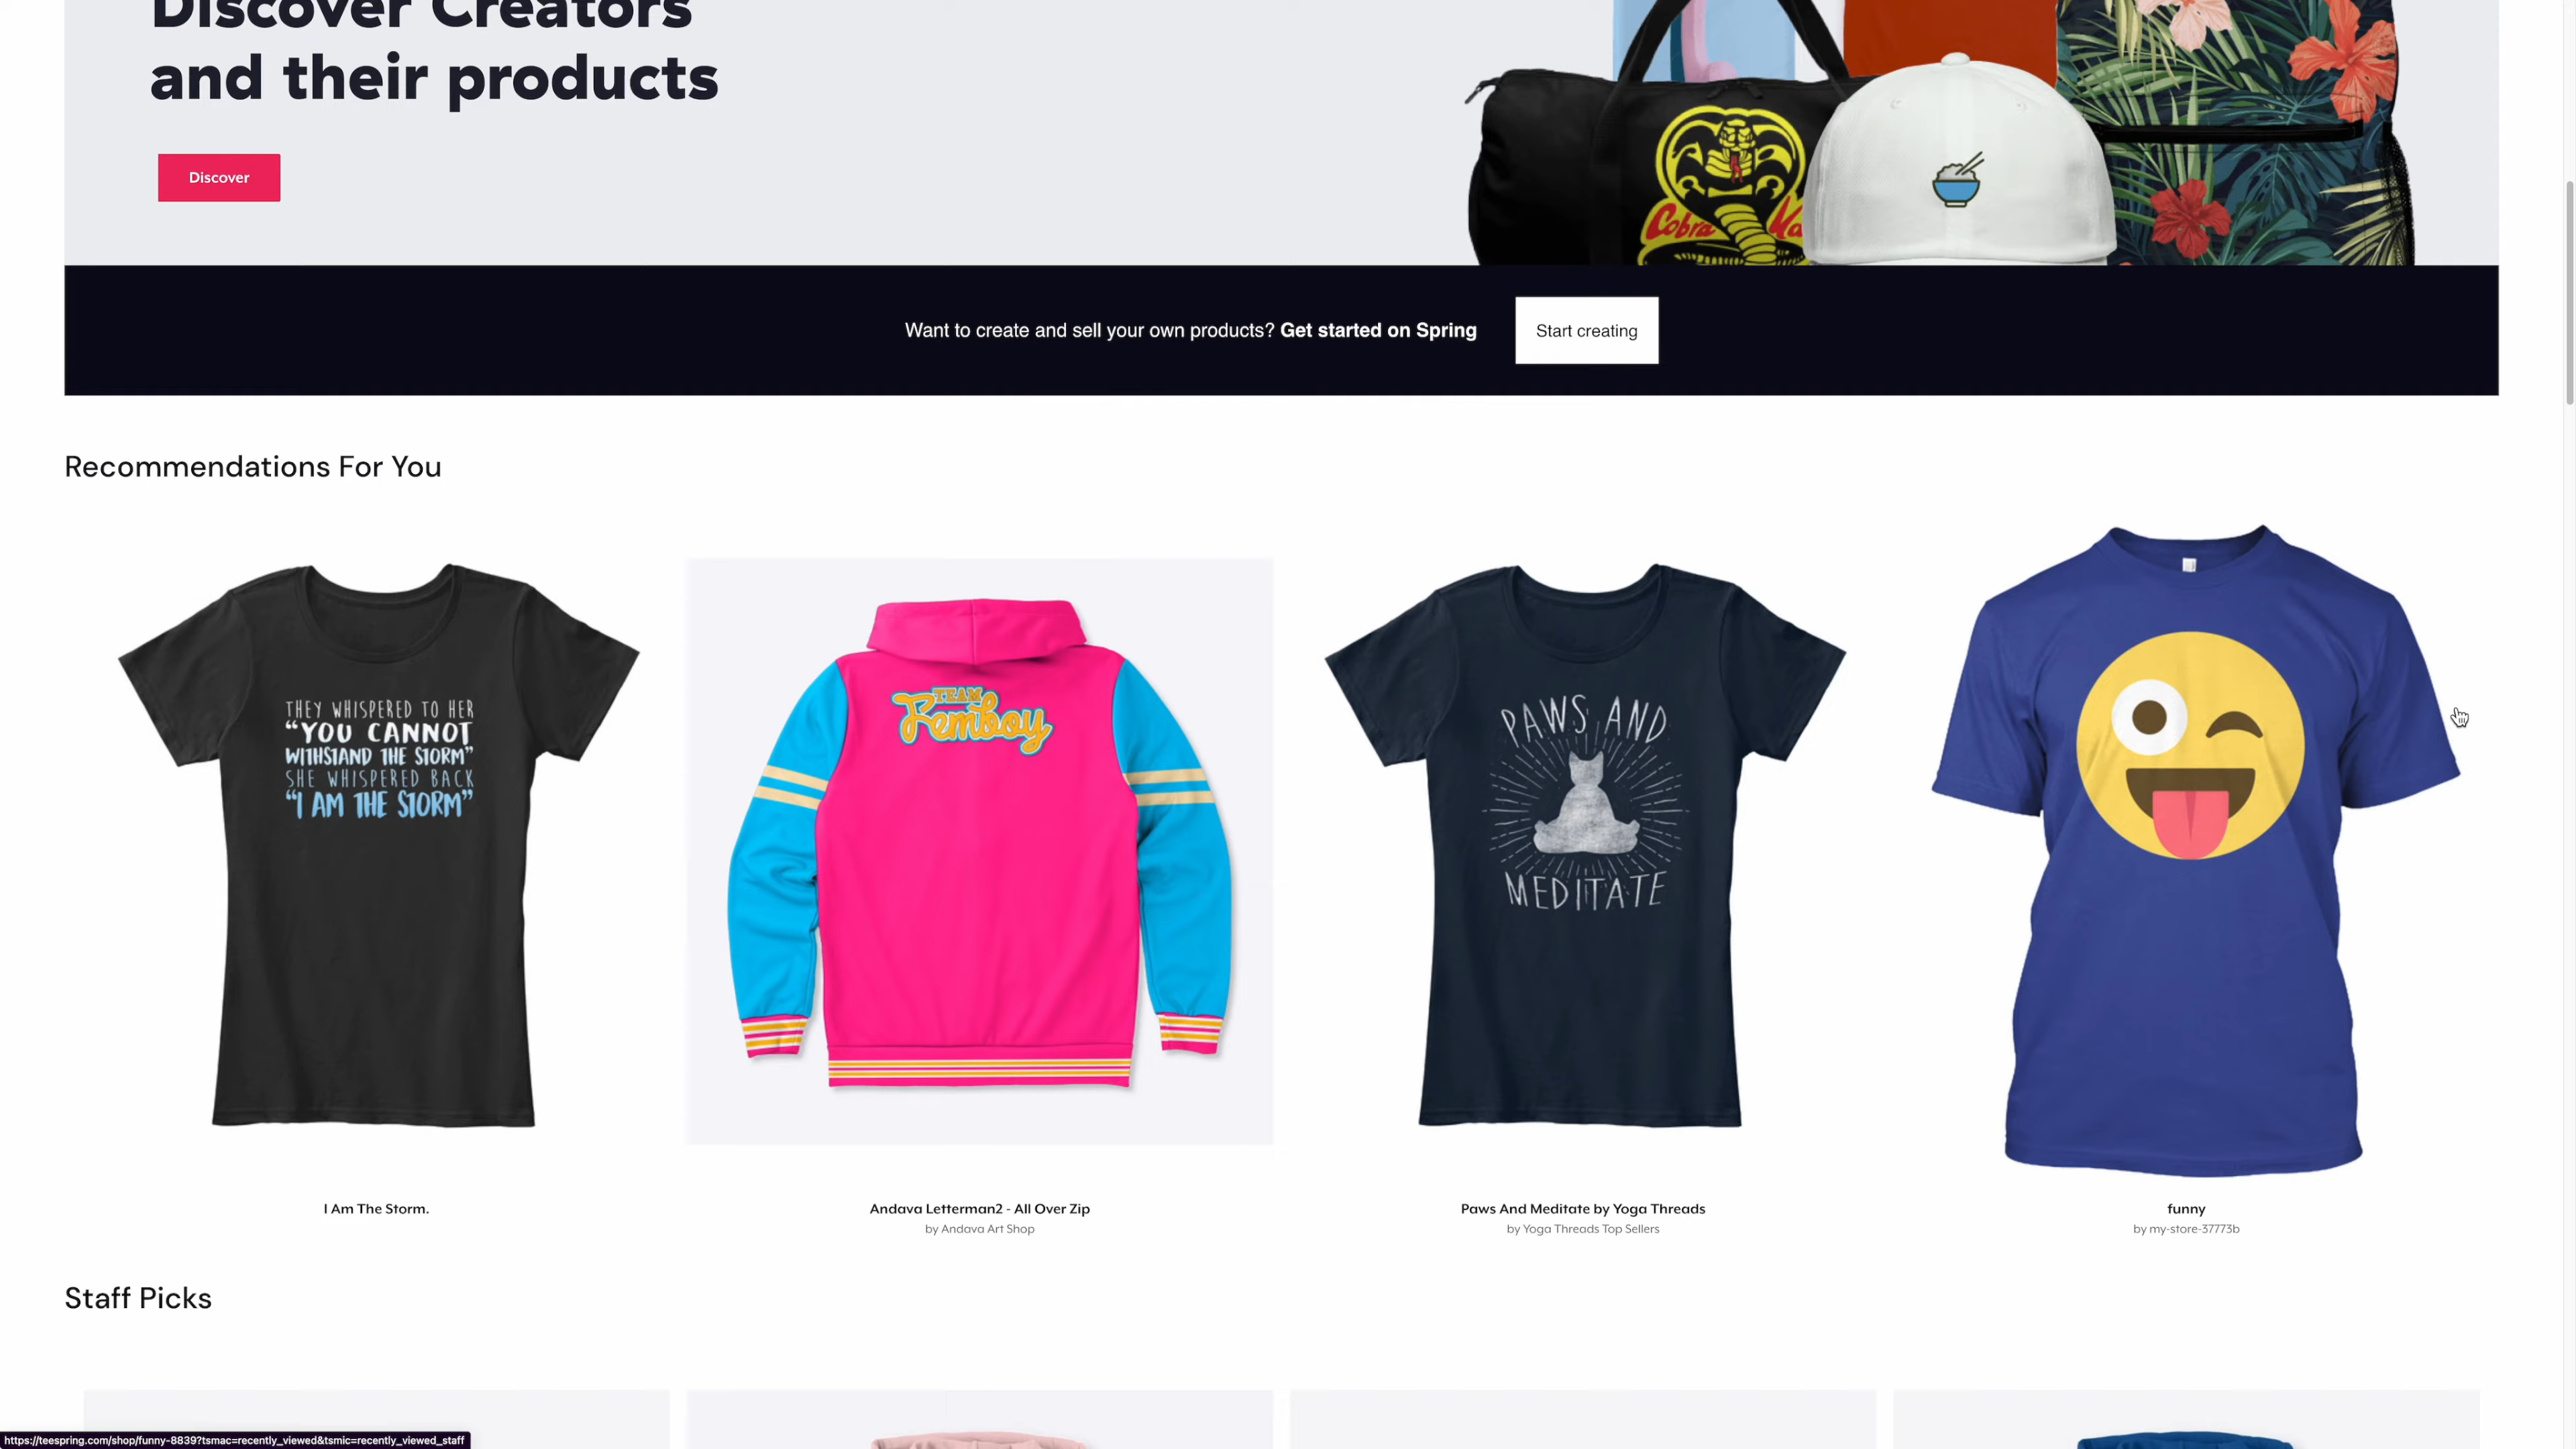 Discover Creators
and their products
Discover
Cobra
Want to create and sell your own products? Get started on Spring
Start creating
Recommendations For You
THEY WHISPERED TO HER
“YOU CANNOT
WITHSTAND THE STORM”
SHE WHISPERED BACK
“I AM THE STORM”
TEAM
Femboy
PAWS AND
MEDITATE
I Am The Storm.
Andava Letterman2 - All Over Zip
by Andava Art Shop
Paws And Meditate by Yoga Threads
by Yoga Threads Top Sellers
funny
by my-store-37773b
Staff Picks
https://teespring.com/shop/funny-8839?tsmac=recently_viewed&tsmic=recently_viewed_staff